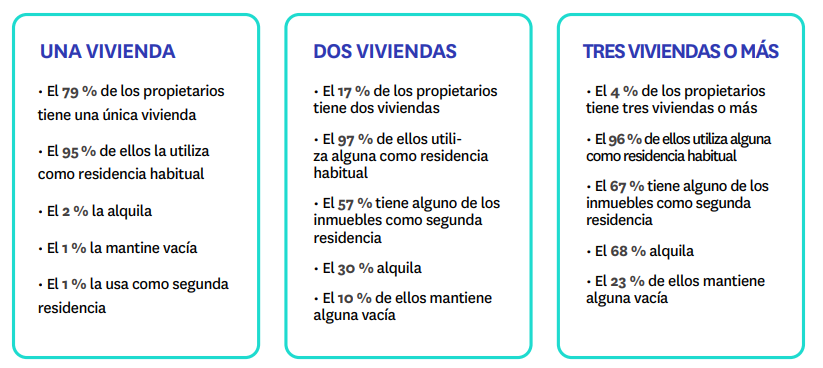 UNA VIVIENDA
· El 79 % de los propietarios
tiene una única vivienda
· El 95 % de ellos la utiliza
como residencia habitual
· El 2 % la alquila
· El 1 % la mantine vacía
· El 1 % la usa como segunda
residencia
DOS VIVIENDAS
· El 17 % de los propietarios
tiene dos viviendas
· El 97 % de ellos utili-
za alguna como residencia
habitual
· El 57 % tiene alguno de los
inmuebles como segunda
residencia
· El 30 % alquila
· El 10 % de ellos mantiene
alguna vacía
TRES VIVIENDAS O MÁS
· El 4 % de los propietarios
tiene tres viviendas o más
· El 96 % de ellos utiliza alguna
como residencia habitual
· El 67 % tiene alguno de los
inmuebles como segunda
residencia
· El 68 % alquila
· El 23 % de ellos mantiene
alguna vacía